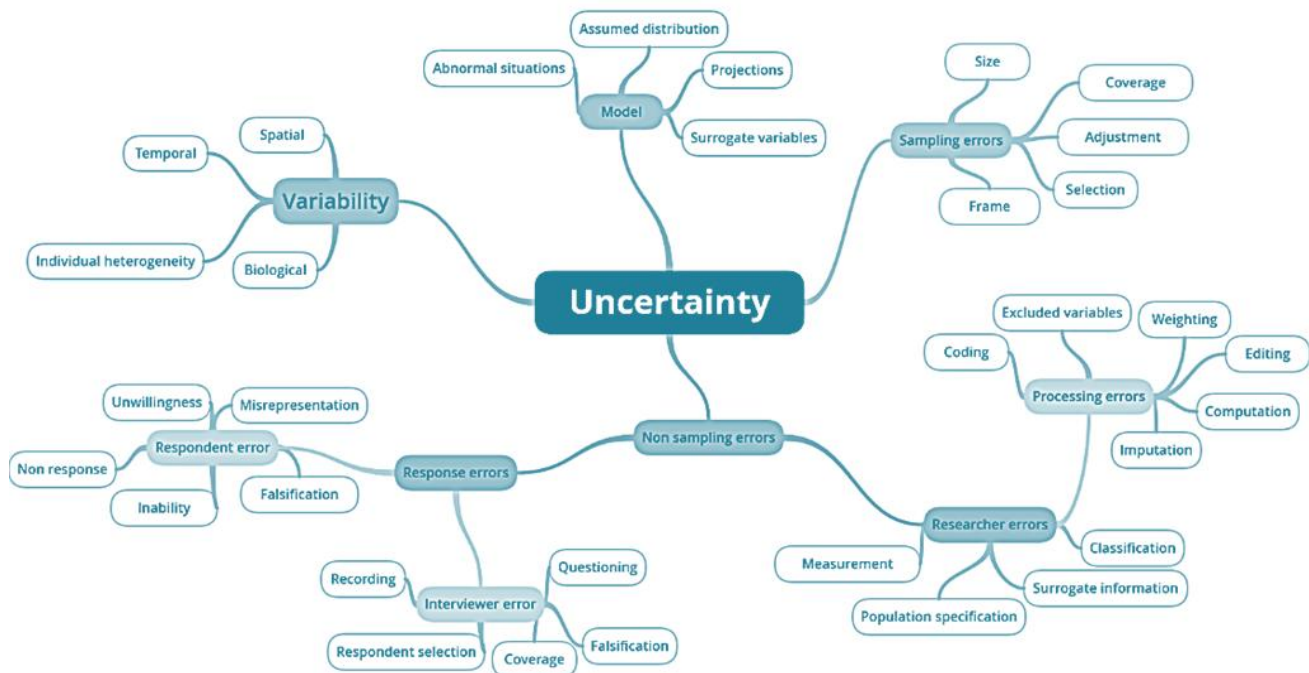 Assumed distribution
Abnormal situations
Projections
Model
Surrogate variables
Size
Coverage
Sampling errors
Adjustment
Selection
Frame
Spatial
Temporal
Variability
Individual heterogeneity
Biological
Uncertainty
Excluded variables
Weighting
Coding
Editing
Processing errors
Computation
Imputation
Unwillingness
Misrepresentation
Respondent error
Non response
Inability
Falsification
Non sampling errors
Response errors
Researcher errors
Classification
Measurement
Surrogate information
Population specification
Recording
Questioning
Interviewer error
Respondent selection
Coverage
Falsification